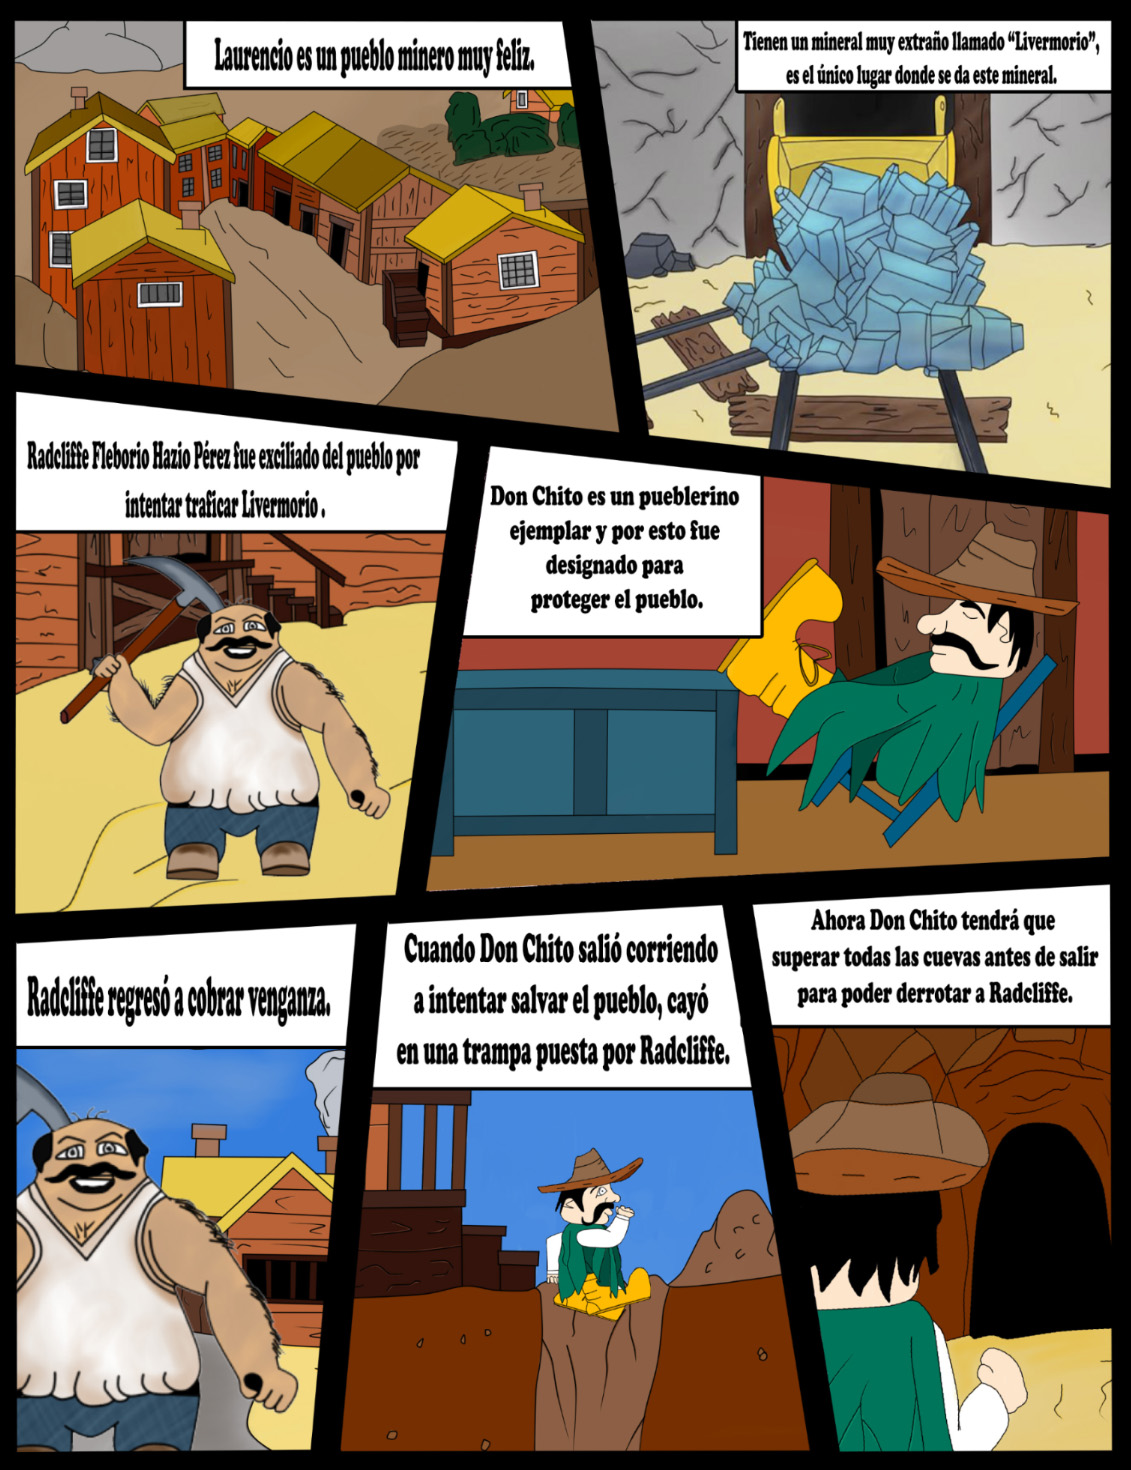 Laurencio es un pueblo minero muy feliz.
Tienen un mineral muy extraño llamado “Livermorio”,
es el único lugar donde se da este mineral.
Radcliffe Fleborio Hazio Pérez fue exciliado del pueblo por
intentar traficar Livermorio .
Don Chito es un pueblerino
ejemplar y por esto fue
designado para
proteger el pueblo.
Radcliffe regresó a cobrar venganza.
Cuando Don Chito salió corriendo
a intentar salvar el pueblo, cayó
en una trampa puesta por Radcliffe.
Ahora Don Chito tendrá que
superar todas las cuevas antes de salir
para poder derrotar a Radcliffe.